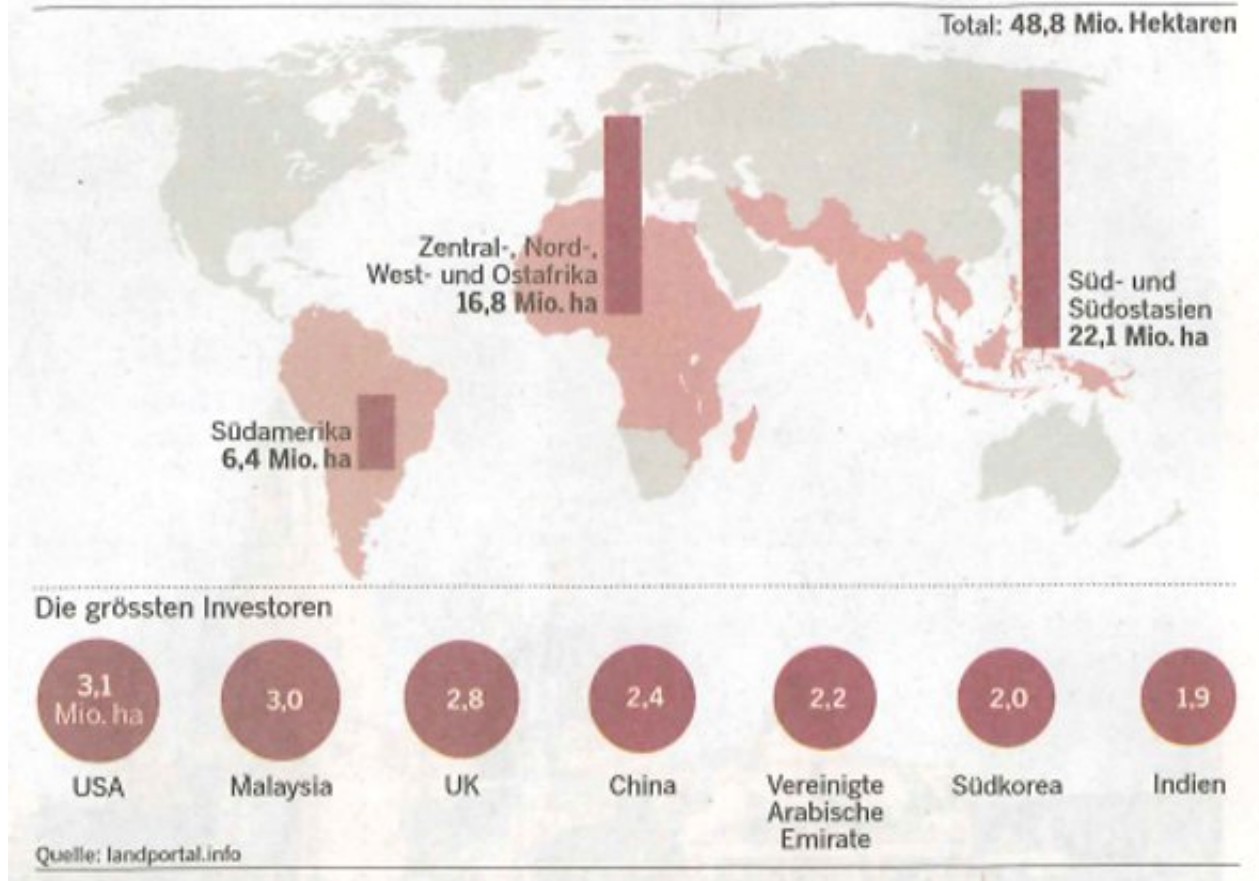 Total: 48,8 Mio. Hektaren
Zentral-, Nord-,
West- und Ostafrika
16,8 Mio. ha
Süd- und
Südostasien
22,1 Mio. ha
Südamerika
6,4 Mio. ha
Die grössten Investoren
3,1
Mio. ha
3,0
2,8
2,4
2,2
2,0
1,9
USA
Malaysia
UK
China
Vereinigte
Arabische
Emirate
Südkorea
Indien
Quelle: landportal.info